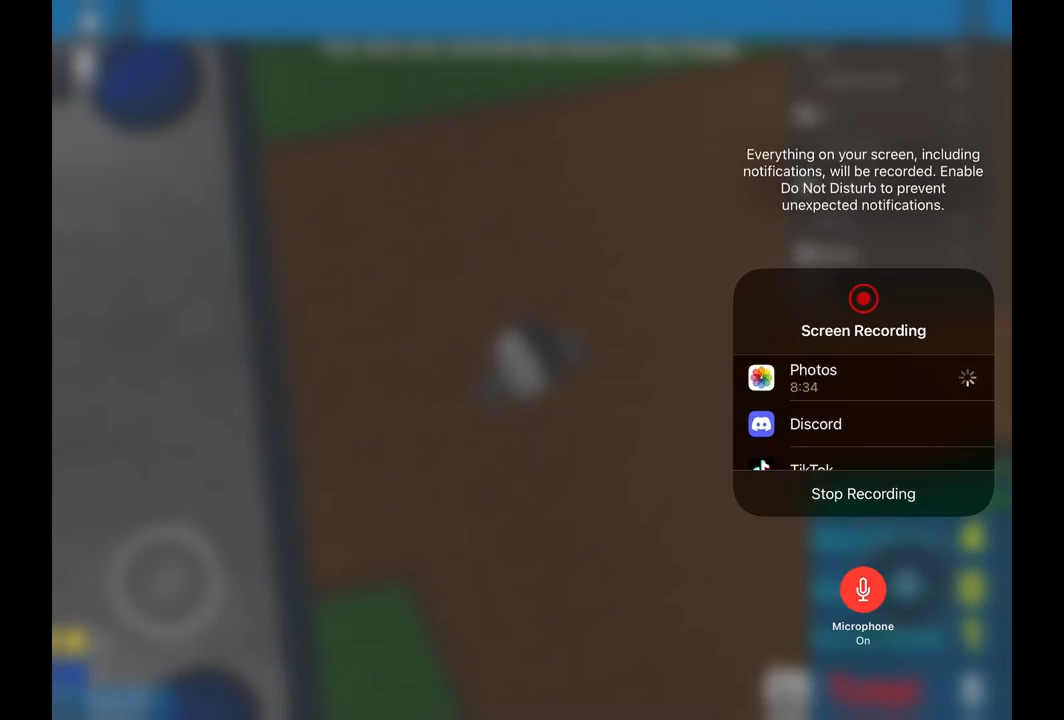 Everything on your screen, including
notifications, will be recorded. Enable
Do Not Disturb to prevent
unexpected notifications.
Screen Recording
Photos
8:34
Discord
TikTok
Stop Recording
Microphone
On